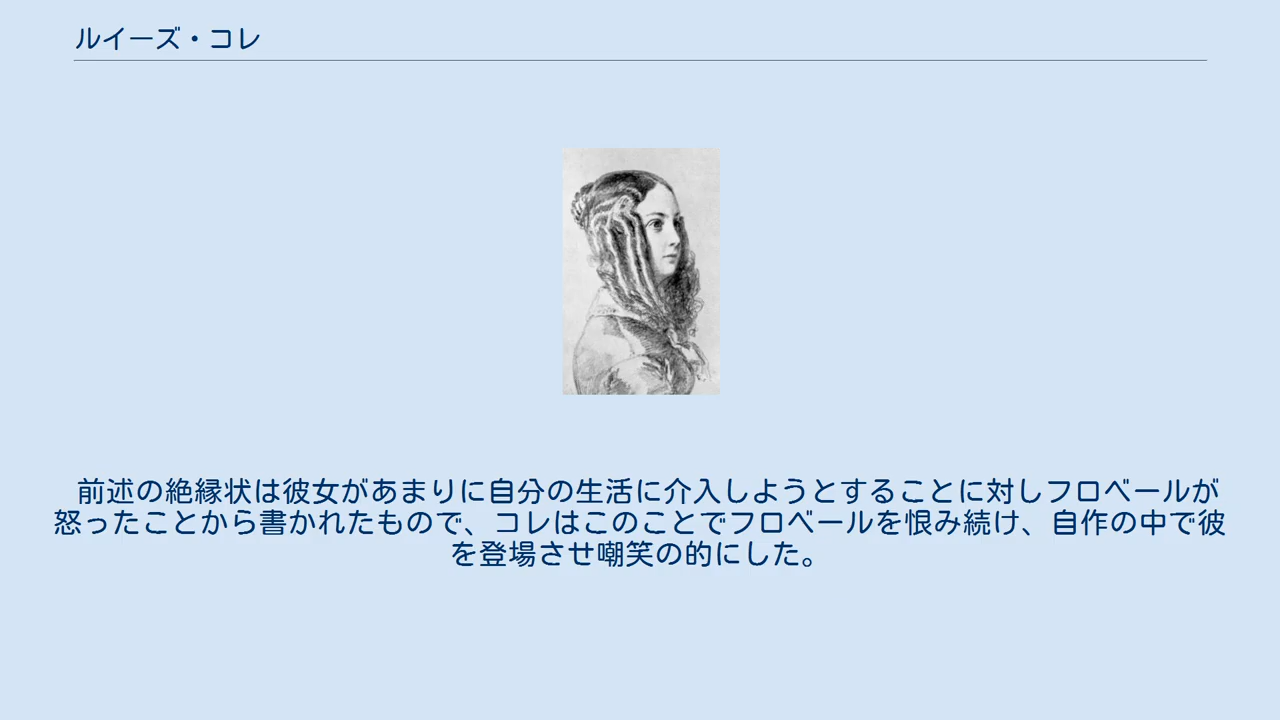 ルイーズ・コレ
前述の絶縁状は彼女があまりに自分の生活に介入しようとすることに対しフロベールが
怒ったことから書かれたもので、コレはこのことでフロベールを恨み続け、自作の中で彼
を登場させ嘲笑の的にした。